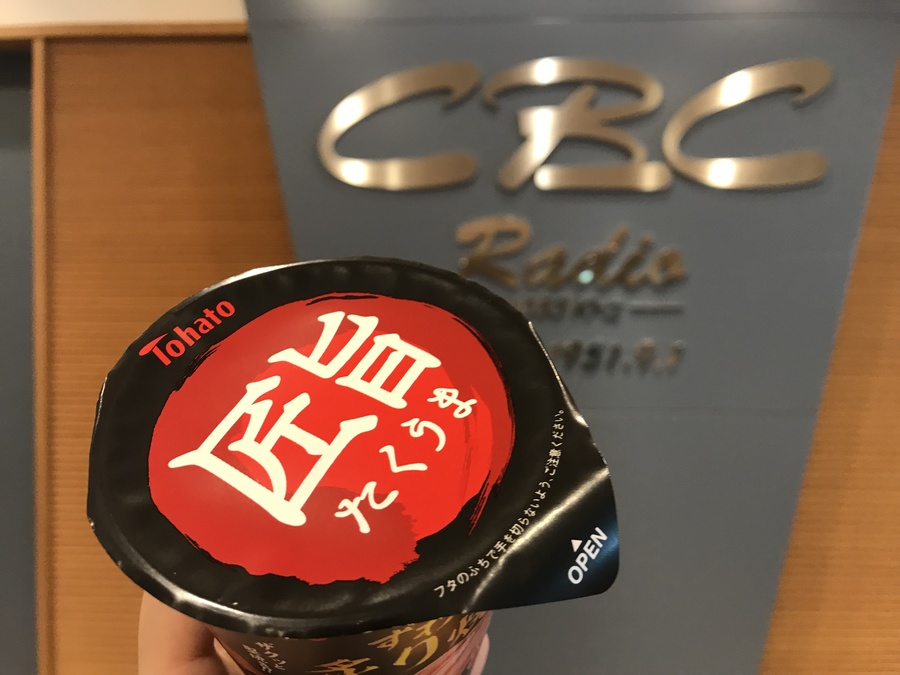 CBC
Radio
Tohato
匠旨
たくうま
フタのふちで手を切らないよう、ご注意ください。
OPEN